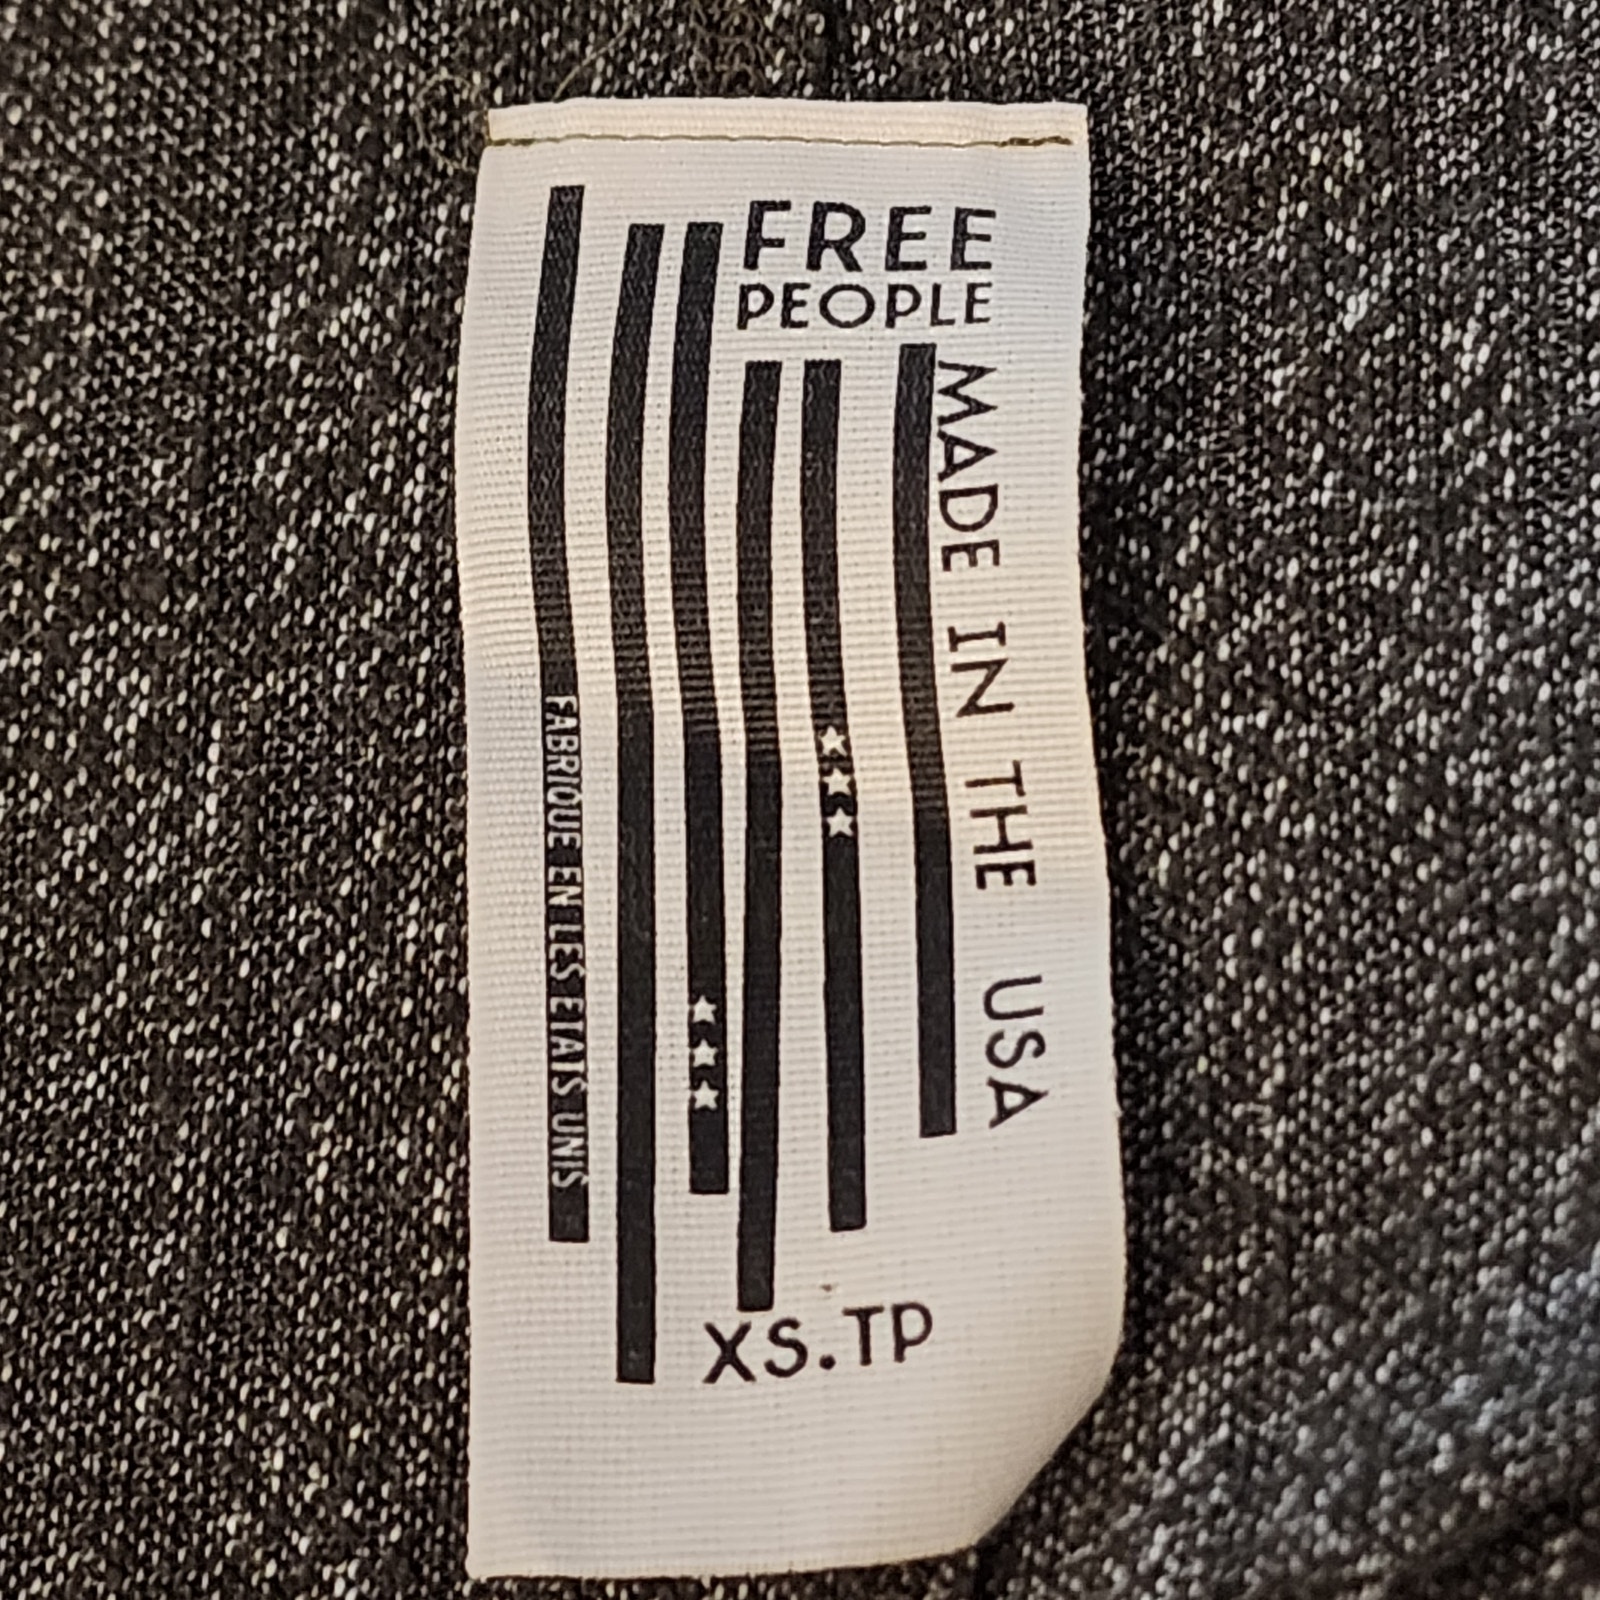 FREE
PEOPLE
MADE IN THE USA
FABRIQUE EN LES ETATS UNIS
XS.TP